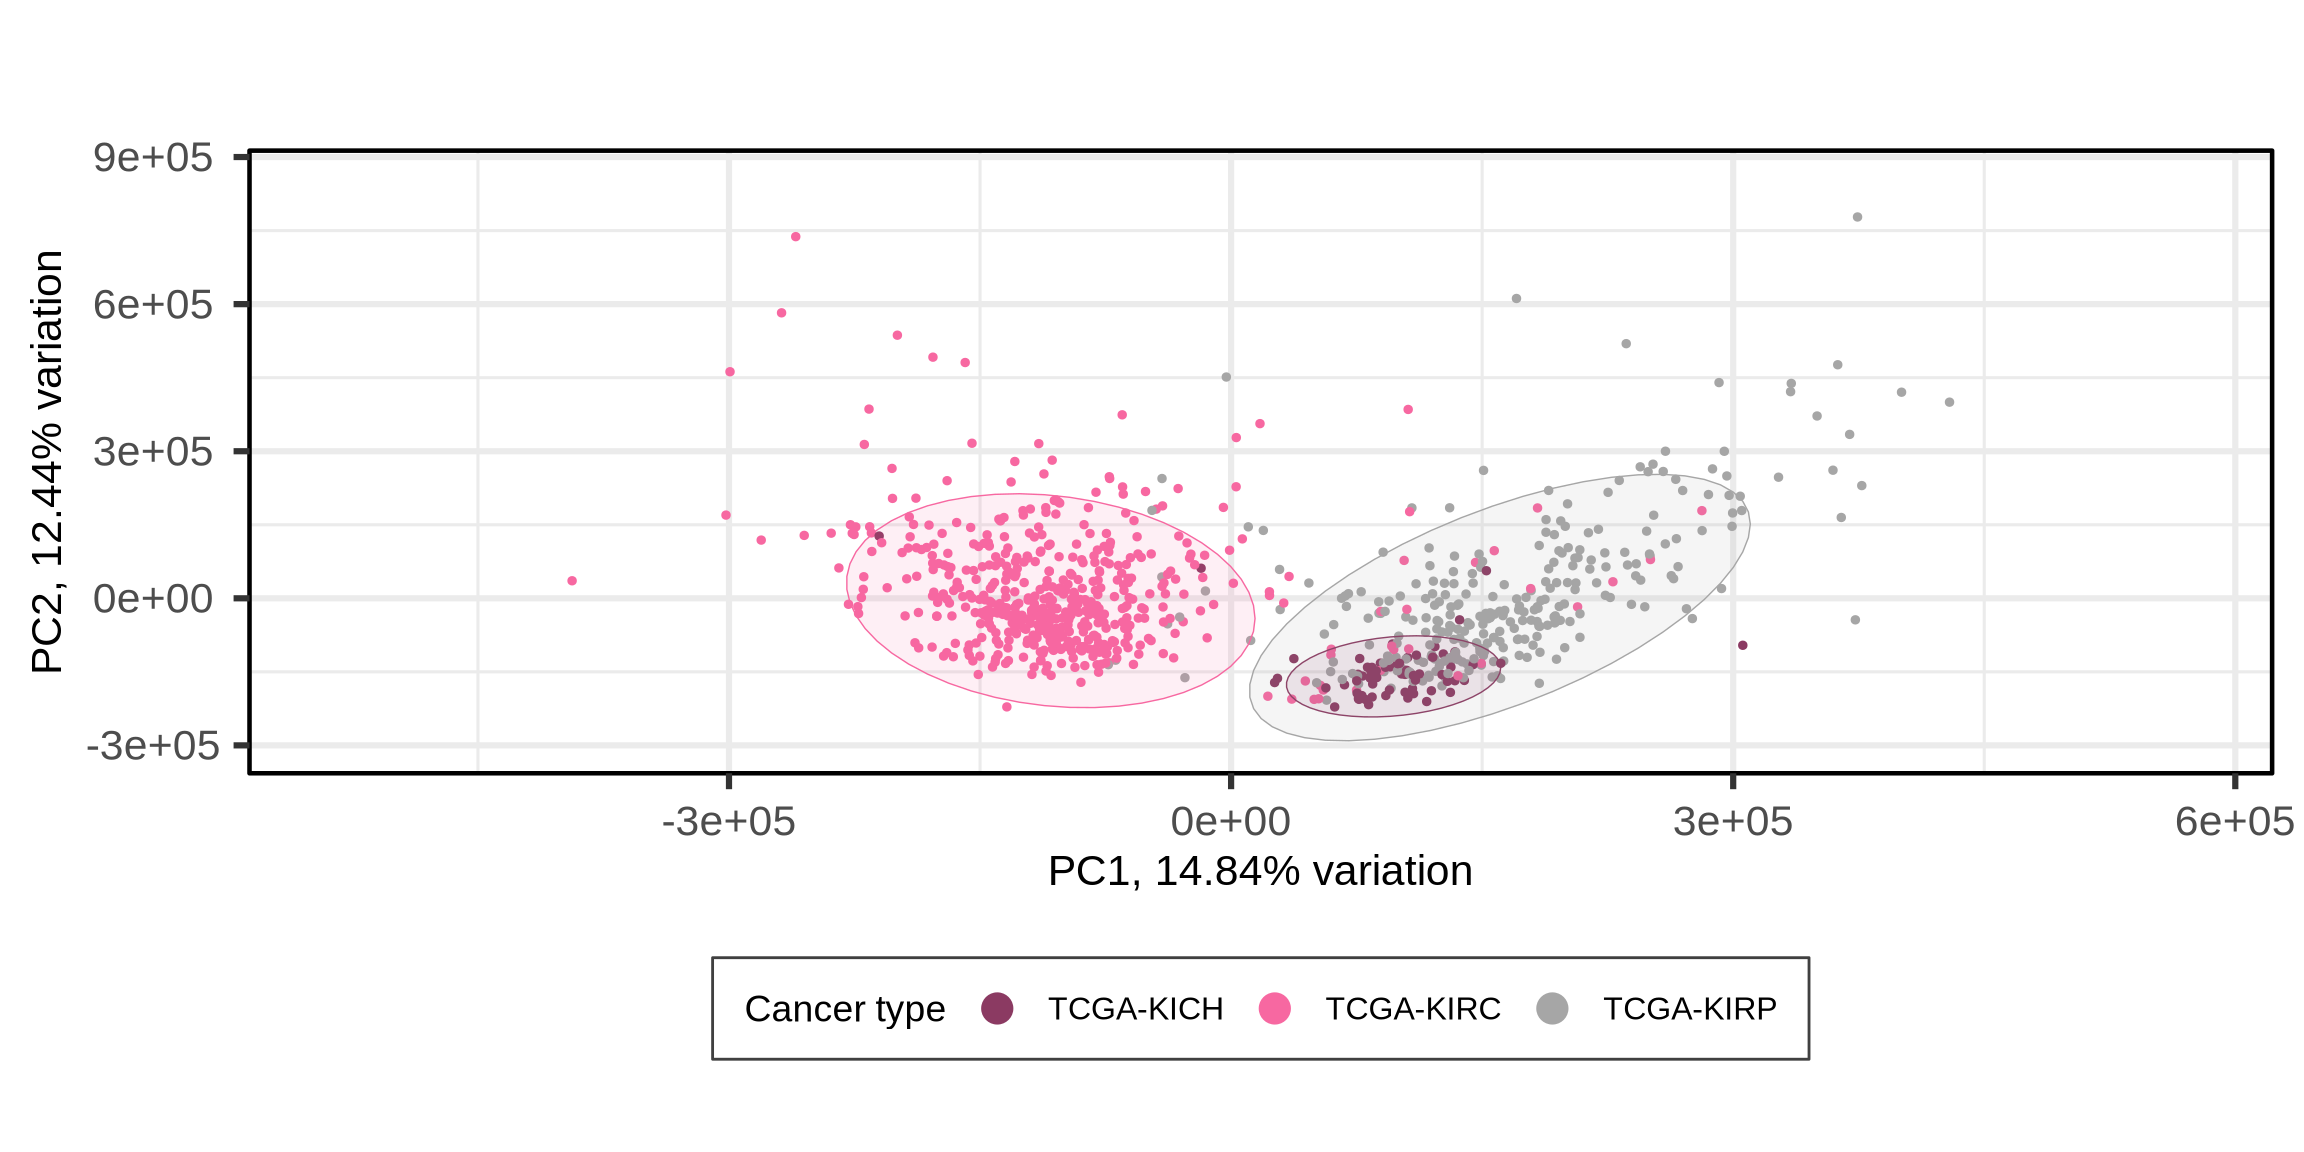 PC2, 12.44% variation
9e+05
6e+05
3e+05
0e+00
-3e+05
-3e+05 0e+00 3e+05 6e+05
PC1, 14.84% variation
Cancer type TCGA-KICH TCGA-KIRC TCGA-KIRP